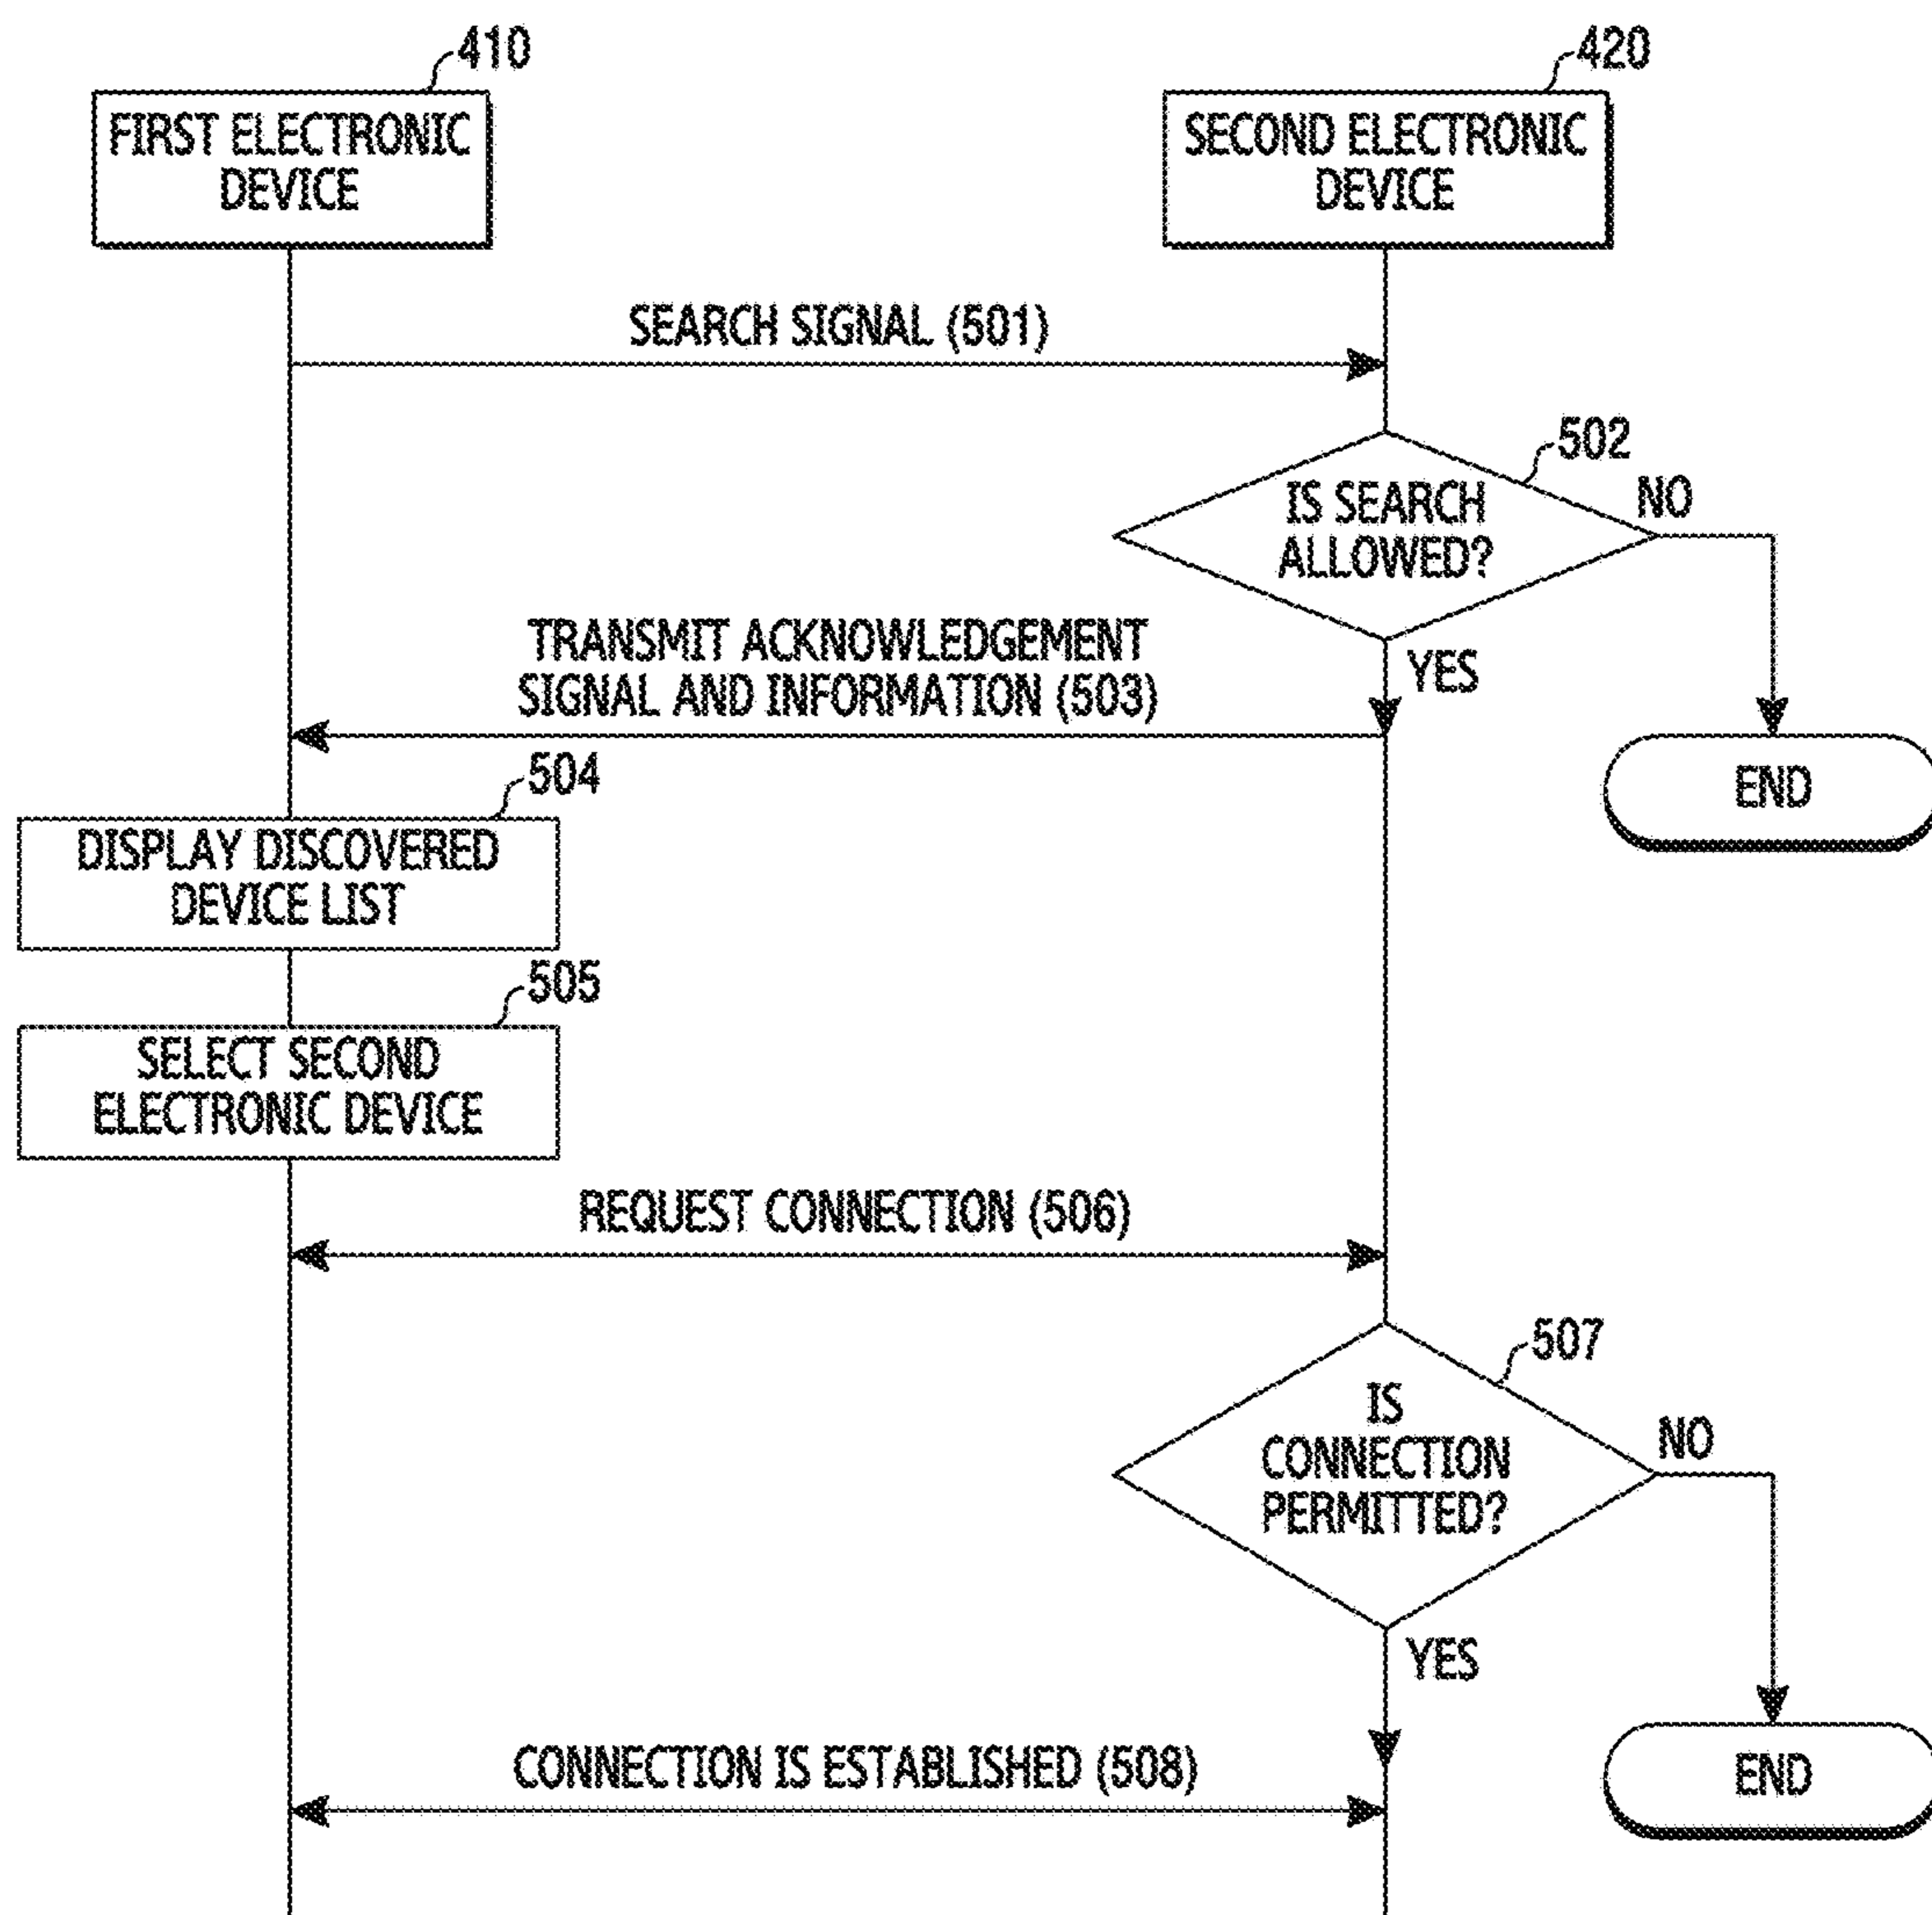 410
420
FIRST ELECTRONIC
DEVICE
SECOND ELECTRONIC
DEVICE
SEARCH SIGNAL (501)
502
IS SEARCH
ALLOWED?
NO
TRANSMIT ACKNOWLEDGEMENT
SIGNAL AND INFORMATION (503)
YES
END
504
DISPLAY DISCOVERED
DEVICE LIST
505
SELECT SECOND
ELECTRONIC DEVICE
REQUEST CONNECTION (506)
507
IS
CONNECTION
PERMITTED?
NO
YES
CONNECTION IS ESTABLISHED (508)
END